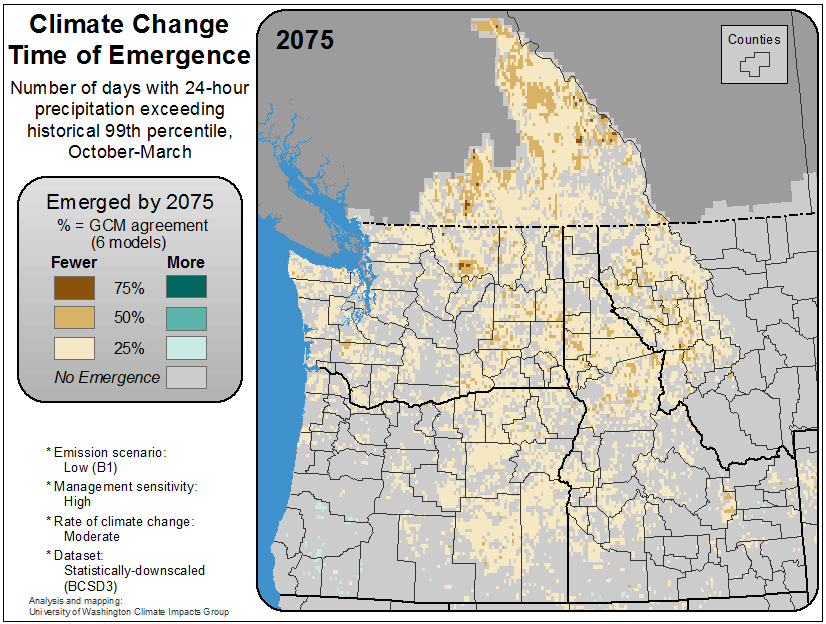 Climate Change
Time of Emergence
Number of days with 24-hour
precipitation exceeding
historical 99th percentile,
October-March
Emerged by 2075
% = GCM agreement
(6 models)
Fewer More
75%
50%
25%
No Emergence
* Emission scenario:
Low (B1)
* Management sensitivity:
High
* Rate of climate change:
Moderate
* Dataset:
Statistically-downscaled
(BCSD3)
Analysis and mapping:
University of Washington Climate Impacts Group
2075
Counties